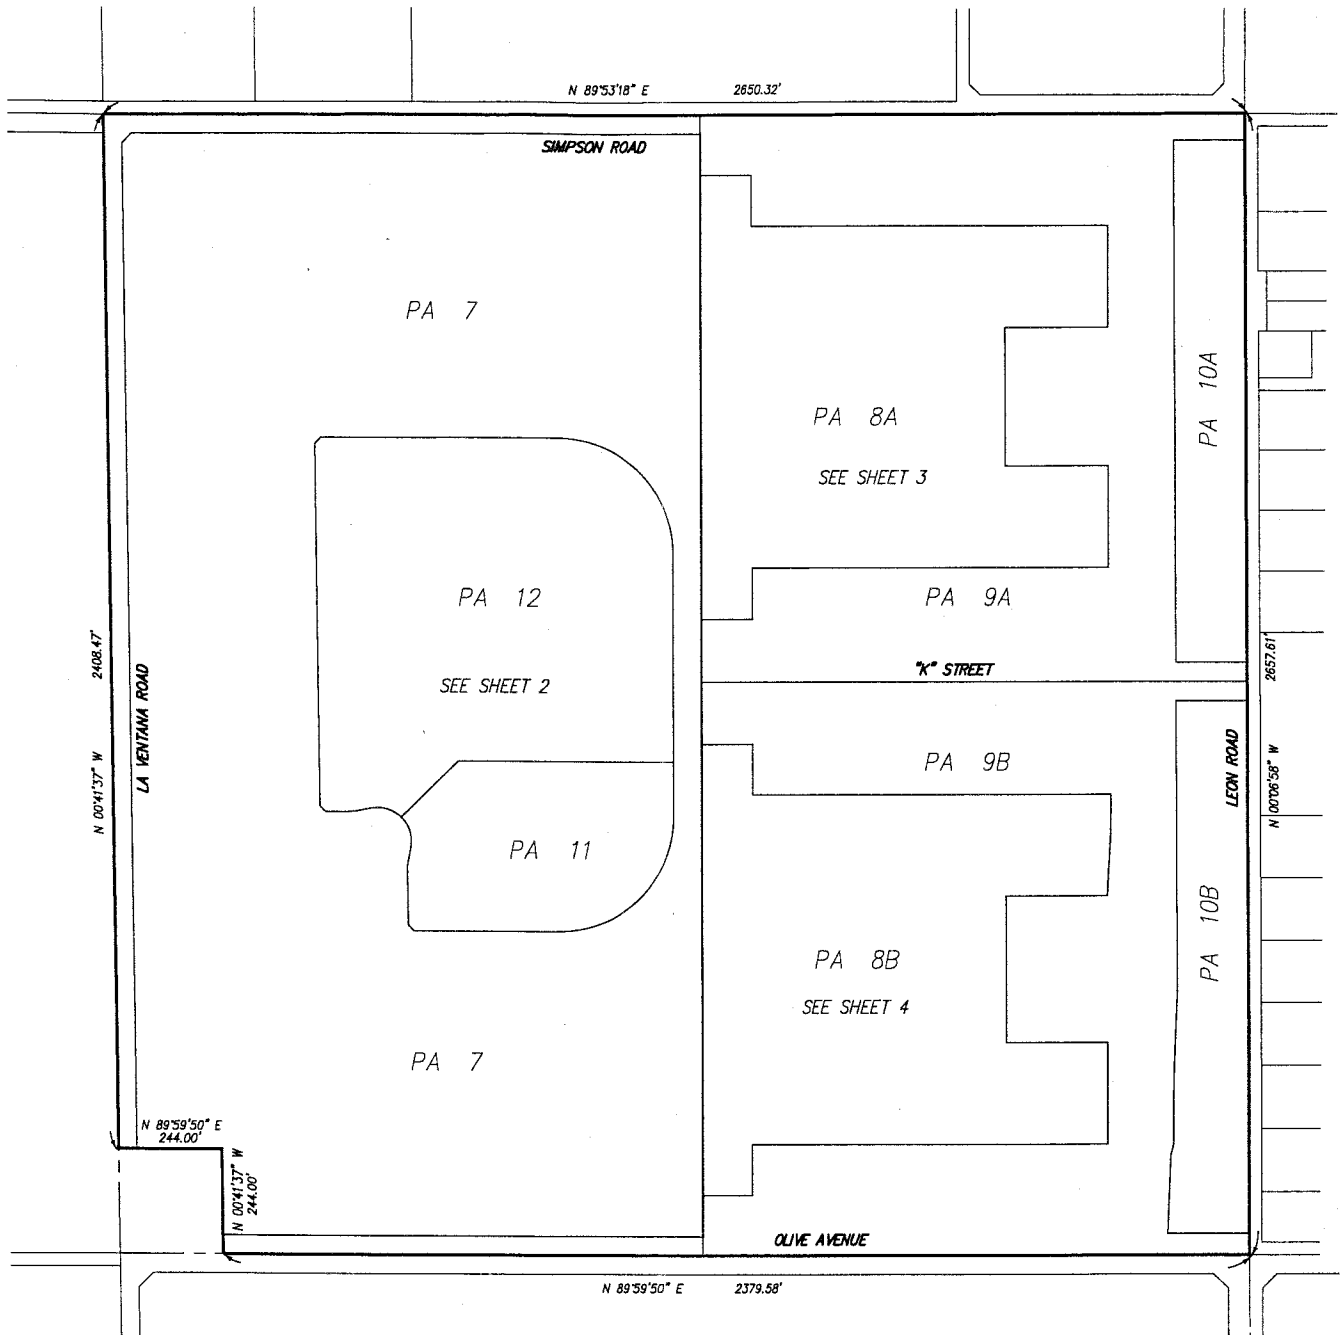 N 89°53'18" E 2650.32'
SIMPSON ROAD
PA 7
PA 8A
SEE SHEET 3
PA 10A
PA 12
SEE SHEET 2
PA 9A
"K" STREET
N 00°41'37" W 2408.47'
LA VENTANA ROAD
LEON ROAD
N 00°06'58" W 2657.61'
PA 9B
PA 11
PA 8B
SEE SHEET 4
PA 10B
PA 7
N 89°59'50" E
244.00'
N 00°41'37" W
244.00'
OLIVE AVENUE
N 89°59'50" E 2379.58'